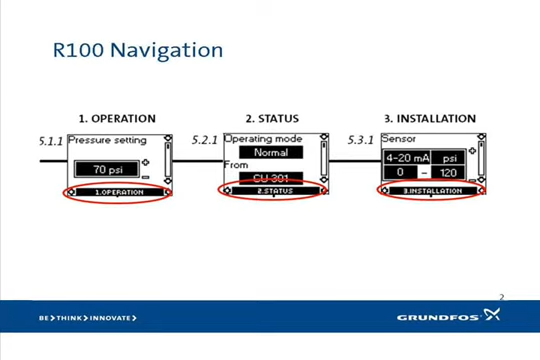 R100 Navigation
1. OPERATION
2. STATUS
3. INSTALLATION
5.1.1
Pressure setting
70 psi
+
−
1.OPERATION
5.2.1
Operating mode
Normal
From
CU 301
2.STATUS
5.3.1
Sensor
4-20 mA psi
+
0 - 120
−
3.INSTALLATION
2
BE>THINK>INNOVATE>
GRUNDFOS